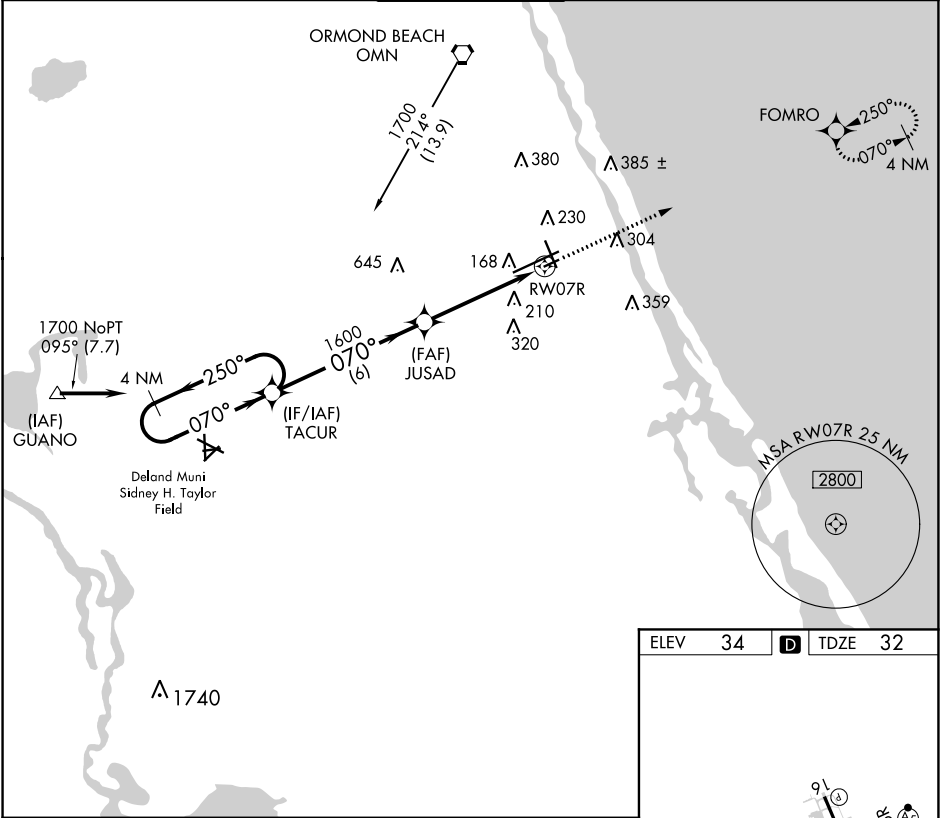 ORMOND BEACH
OMN
1700
214°
(13.9)
FOMRO
250°
070°
4 NM
380
385 ±
230
304
645
168
RW07R
210
359
320
1700 NoPT
095° (7.7)
(IAF)
GUANO
4 NM
250°
070°
(IF/IAF)
TACUR
1600
070°
(6)
(FAF)
JUSAD
Deland Muni
Sidney H. Taylor
Field
MSA RW07R 25 NM
2800
1740
ELEV 34 D TDZE 32
16
P